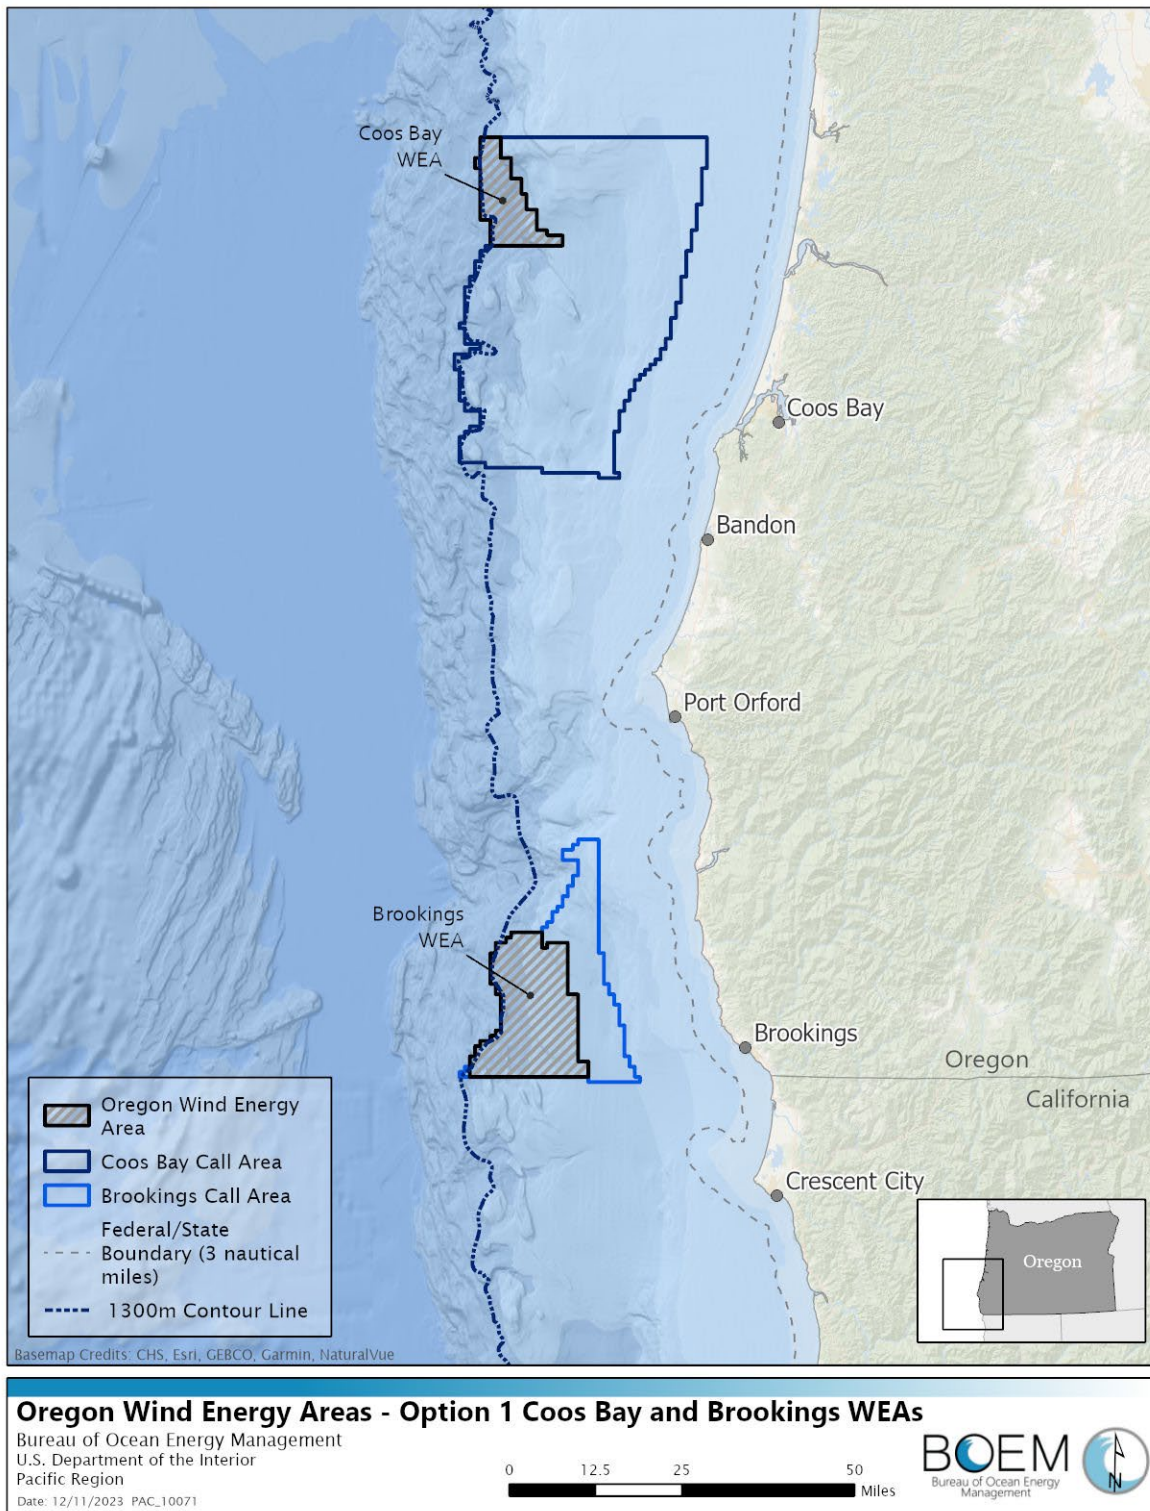 Coos Bay
WEA
Coos Bay
Bandon
Port Orford
Brookings
WEA
Brookings
Oregon
California
Crescent City
Oregon Wind Energy
Area
Coos Bay Call Area
Brookings Call Area
Federal/State
Boundary (3 nautical
miles)
1300m Contour Line
Oregon
Basemap Credits: CHS, Esri, GEBCO, Garmin, NaturalVue
Oregon Wind Energy Areas - Option 1 Coos Bay and Brookings WEAs
Bureau of Ocean Energy Management
U.S. Department of the Interior
Pacific Region
Date: 12/11/2023 PAC_10071
0 12.5 25 50
Miles
BOEM
Bureau of Ocean Energy
Management
N